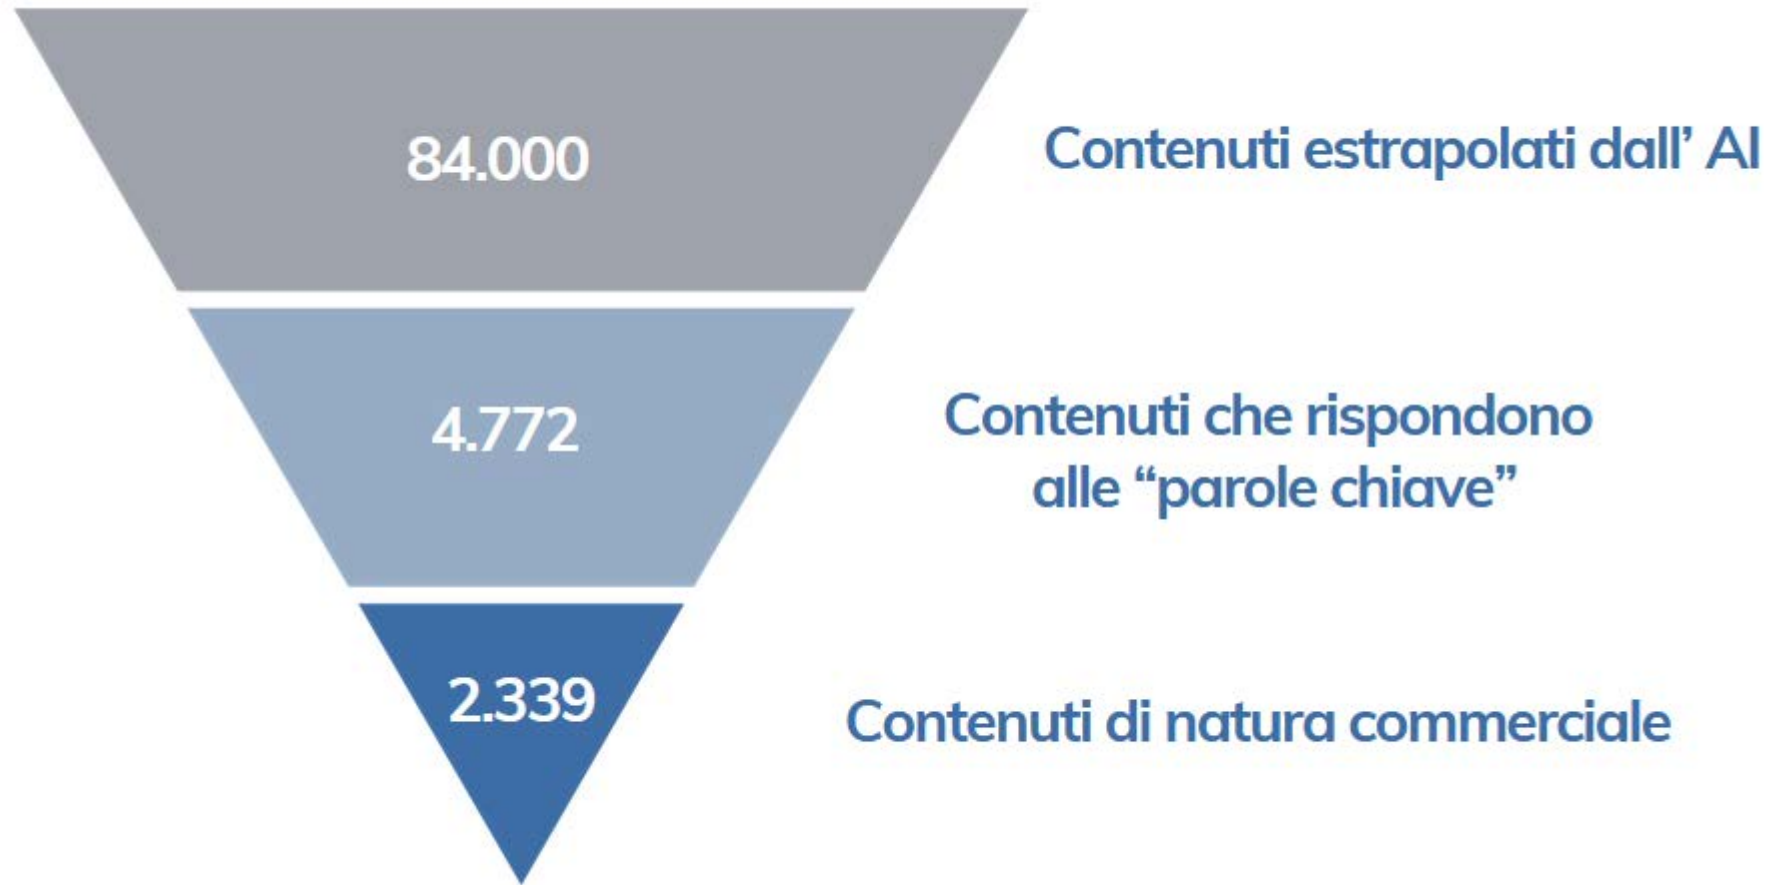 84.000
Contenuti estrapolati dall’ AI
4.772
Contenuti che rispondono
alle “parole chiave”
2.339
Contenuti di natura commerciale